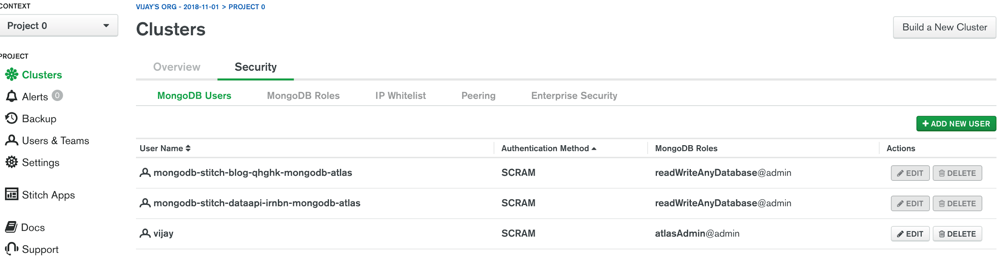 CONTEXT
Project 0
PROJECT
Clusters
Alerts 0
Backup
Users & Teams
Settings
Stitch Apps
Docs
Support
VIJAY'S ORG - 2018-11-01 > PROJECT 0
Clusters
Build a New Cluster
Overview Security
MongoDB Users MongoDB Roles IP Whitelist Peering Enterprise Security
ADD NEW USER
User Name Authentication Method MongoDB Roles Actions
mongodb-stitch-blog-qhghk-mongodb-atlas SCRAM readWriteAnyDatabase@admin EDIT DELETE
mongodb-stitch-dataapi-irnbn-mongodb-atlas SCRAM readWriteAnyDatabase@admin EDIT DELETE
vijay SCRAM atlasAdmin@admin EDIT DELETE